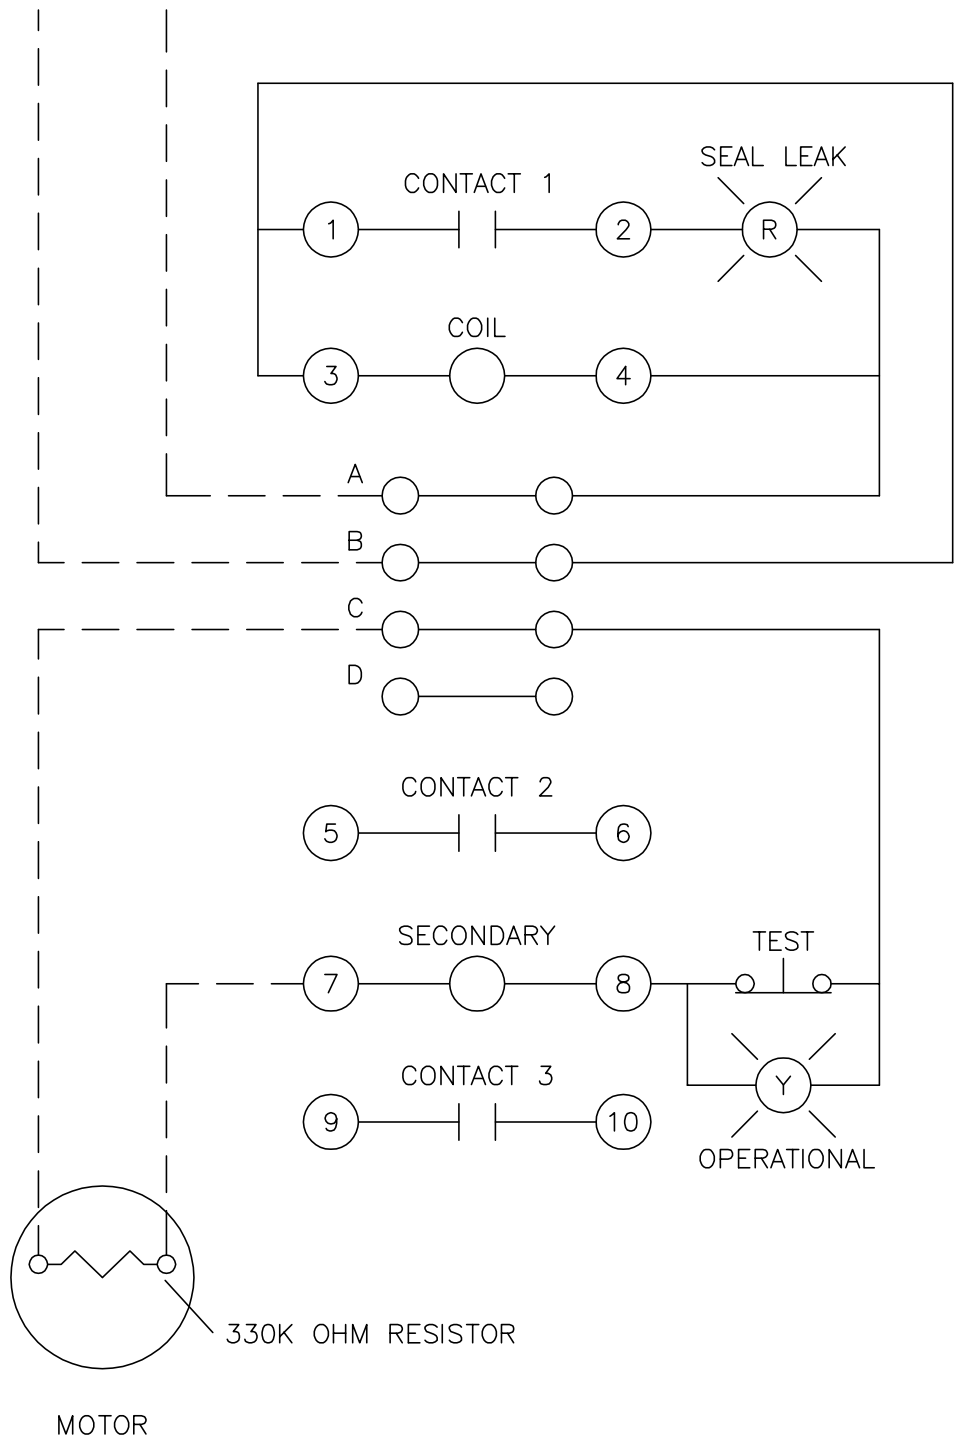 SEAL LEAK
CONTACT 1
1
2
R
COIL
3
4
A
B
C
D
CONTACT 2
5
6
SECONDARY
TEST
7
8
CONTACT 3
Y
9
10
OPERATIONAL
330K OHM RESISTOR
MOTOR